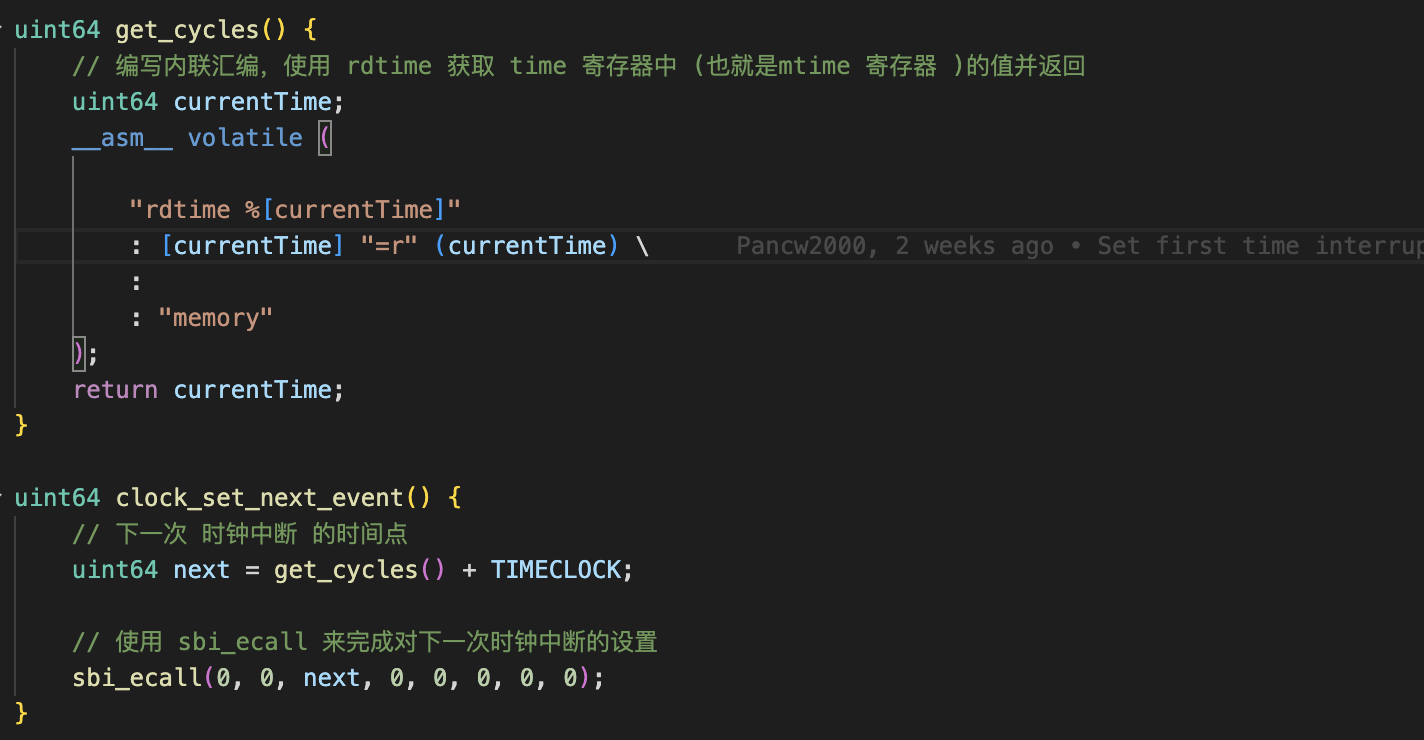 uint64 get_cycles() {
    // 编写内联汇编，使用 rdtime 获取 time 寄存器中 (也就是mtime 寄存器 )的值并返回
    uint64 currentTime;
    __asm__ volatile (
        "rdtime %[currentTime]"
        : [currentTime] "=r" (currentTime) \      Pancw2000, 2 weeks ago • Set first time interrup
        :
        : "memory"
    );
    return currentTime;
}
uint64 clock_set_next_event() {
    // 下一次 时钟中断 的时间点
    uint64 next = get_cycles() + TIMECLOCK;
    // 使用 sbi_ecall 来完成对下一次时钟中断的设置
    sbi_ecall(0, 0, next, 0, 0, 0, 0, 0);
}